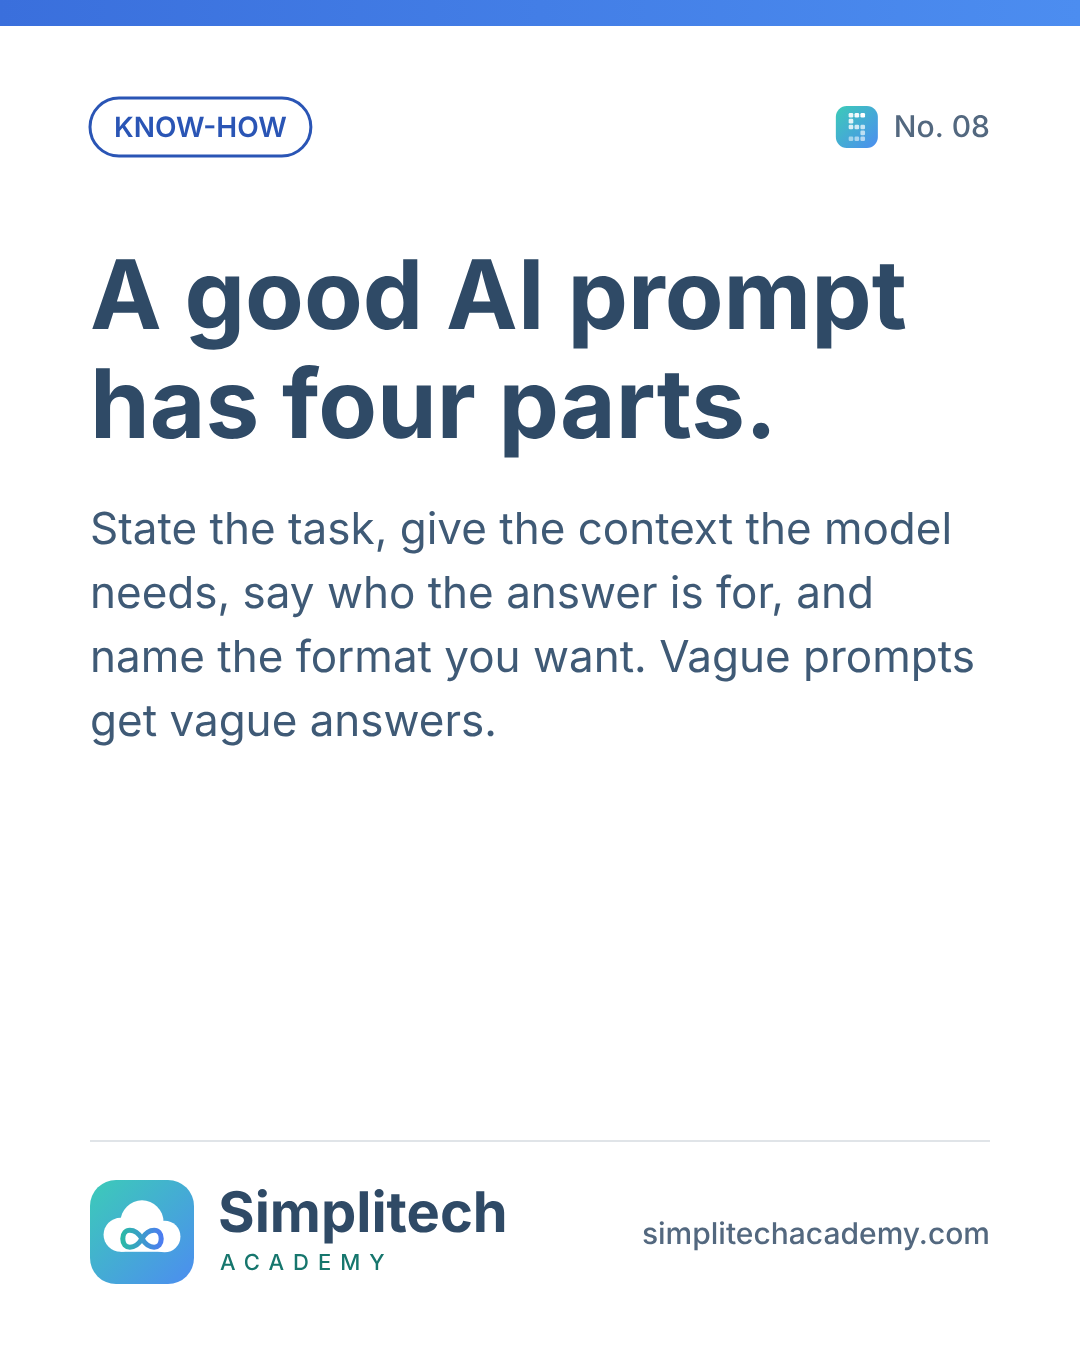 KNOW-HOW
No. 08
A good AI prompt
has four parts.
State the task, give the context the model
needs, say who the answer is for, and
name the format you want. Vague prompts
get vague answers.
Simplitech
ACADEMY
simplitechacademy.com